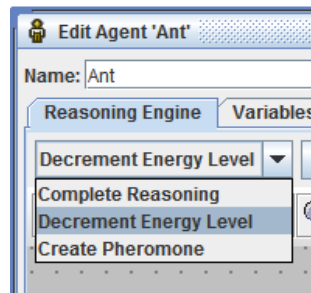 Edit Agent 'Ant'
Name: Ant
Reasoning Engine Variables
Decrement Energy Level
Complete Reasoning
Decrement Energy Level
Create Pheromone